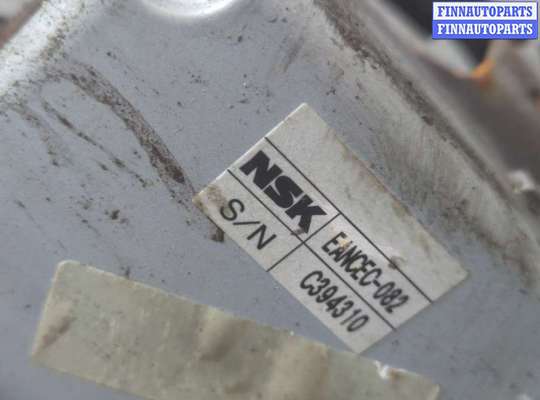 FINNAUTOPARTS
FINNAUTOPARTS
NSK EANCEC-082
S/N C394310